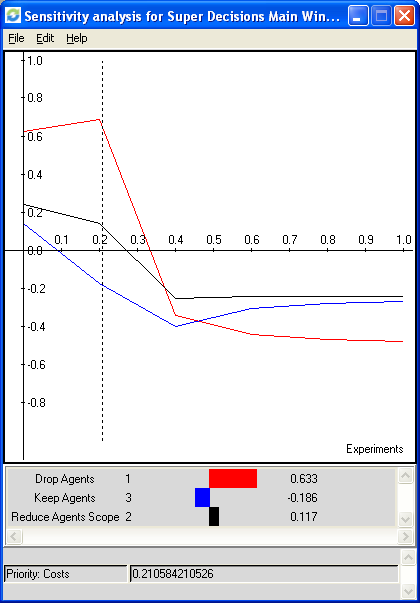 Sensitivity analysis for Super Decisions Main Win...
File Edit Help
1.0
0.8
0.6
0.4
0.2
0.0
0.1 0.2 0.3 0.4 0.5 0.6 0.7 0.8 0.9 1.0
-0.2
-0.4
-0.6
-0.8
Experiments
Drop Agents 1 0.633
Keep Agents 3 -0.186
Reduce Agents Scope 2 0.117
Priority: Costs 0.210584210526